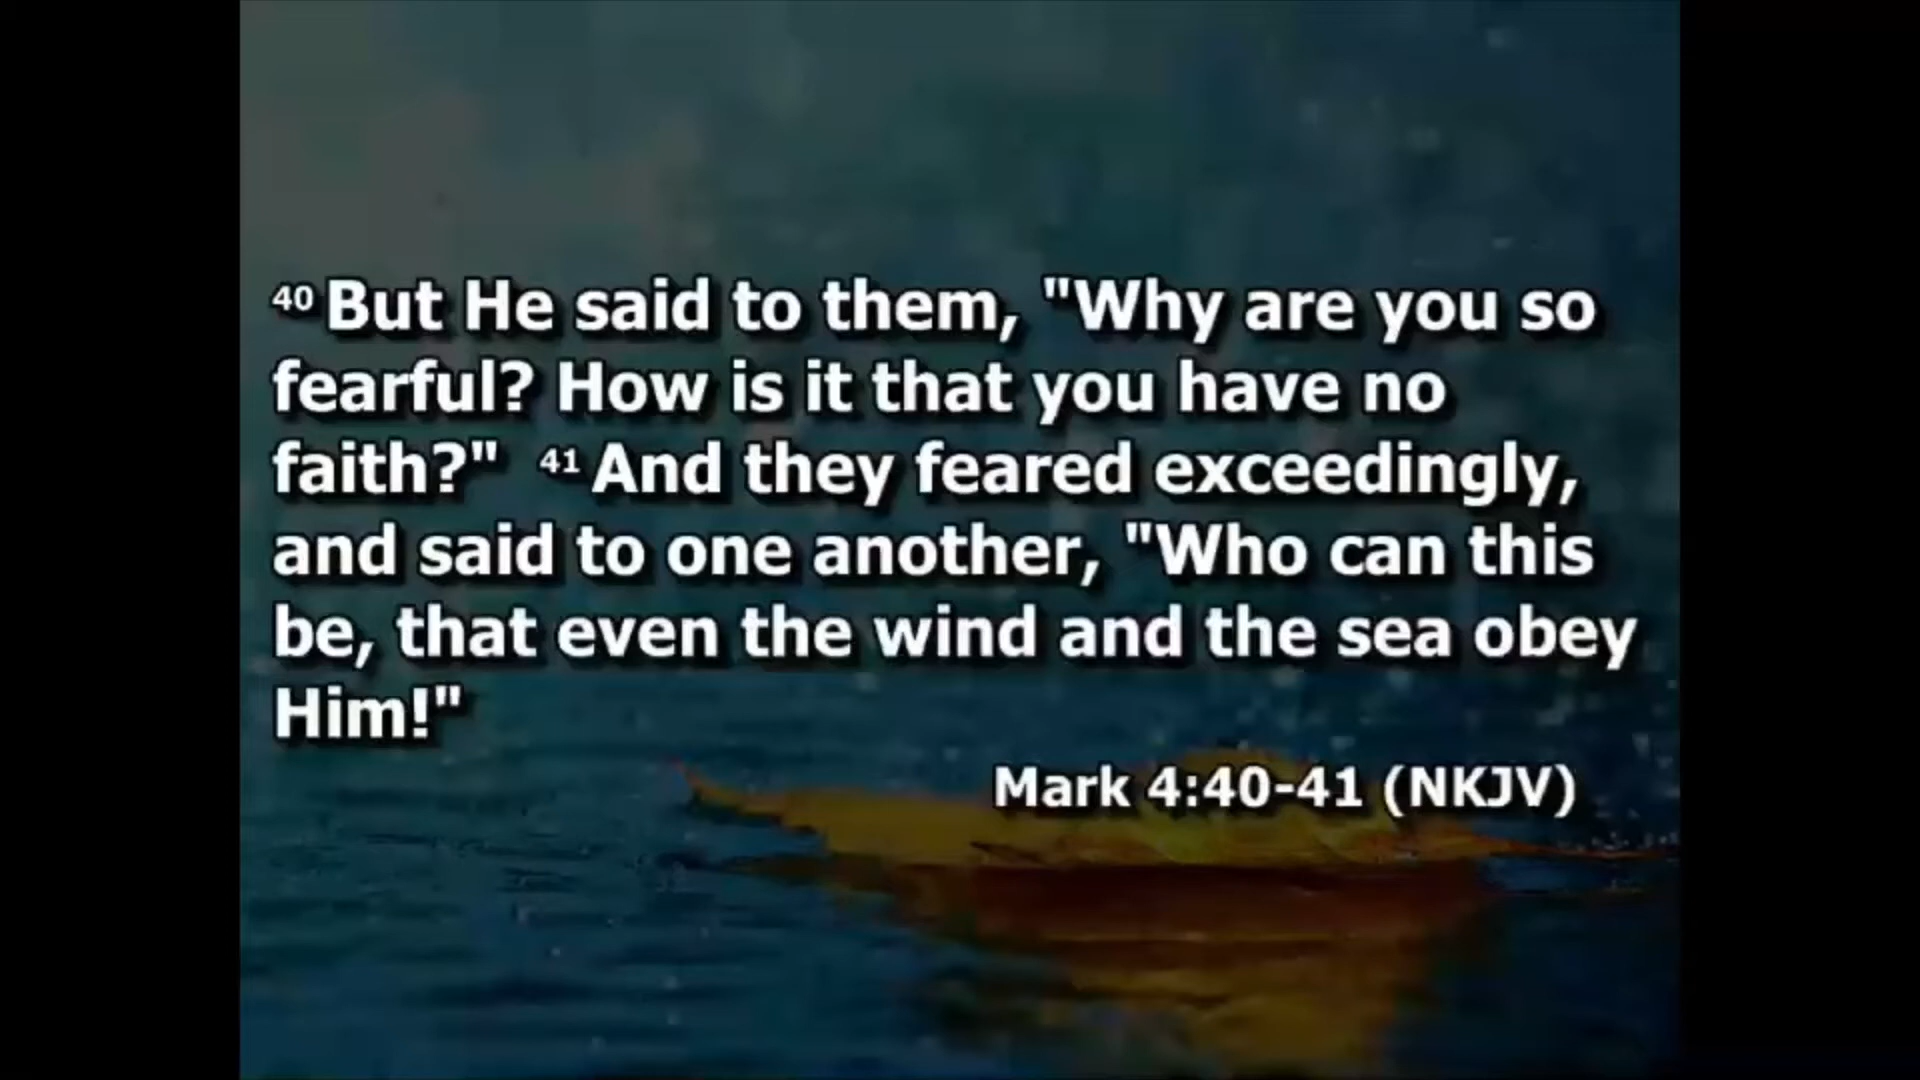 40 But He said to them, "Why are you so
fearful? How is it that you have no
faith?" 41 And they feared exceedingly,
and said to one another, "Who can this
be, that even the wind and the sea obey
Him!"
Mark 4:40-41 (NKJV)